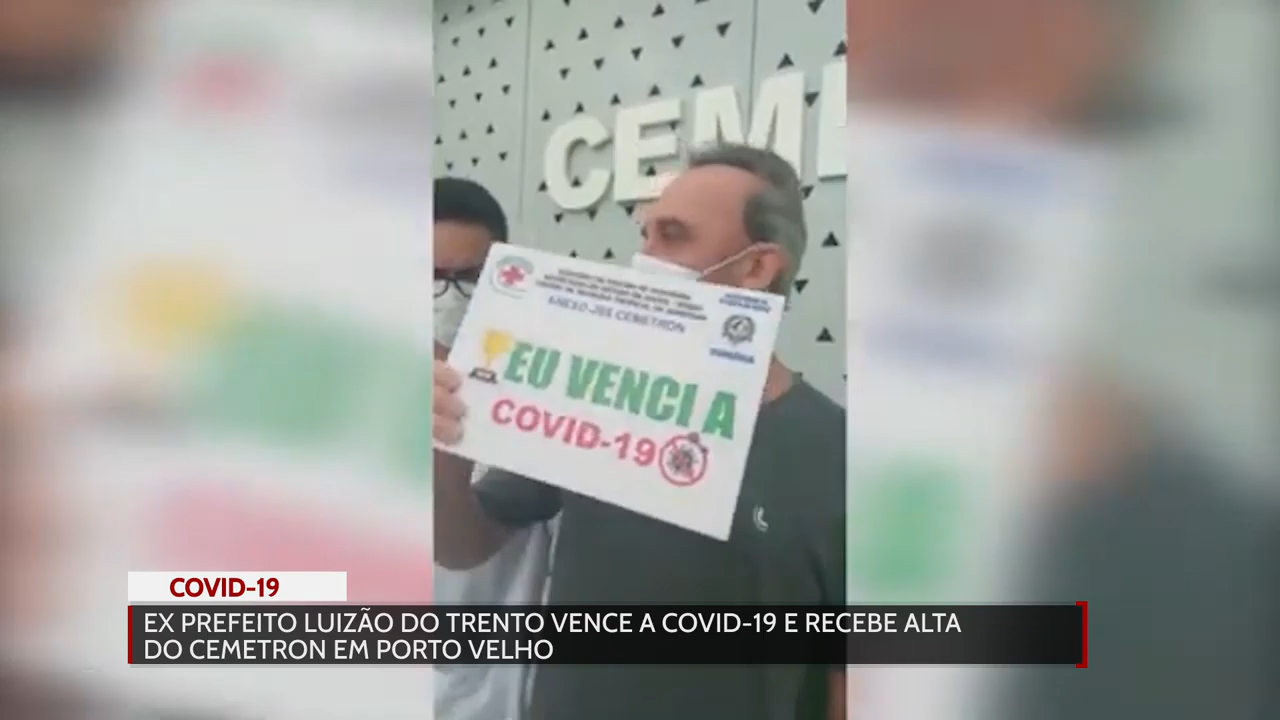 CEM
ANEXO-JBS CEMETRON
EU VENCI A
COVID-19
COVID-19
EX PREFEITO LUIZÃO DO TRENTO VENCE A COVID-19 E RECEBE ALTA
DO CEMETRON EM PORTO VELHO